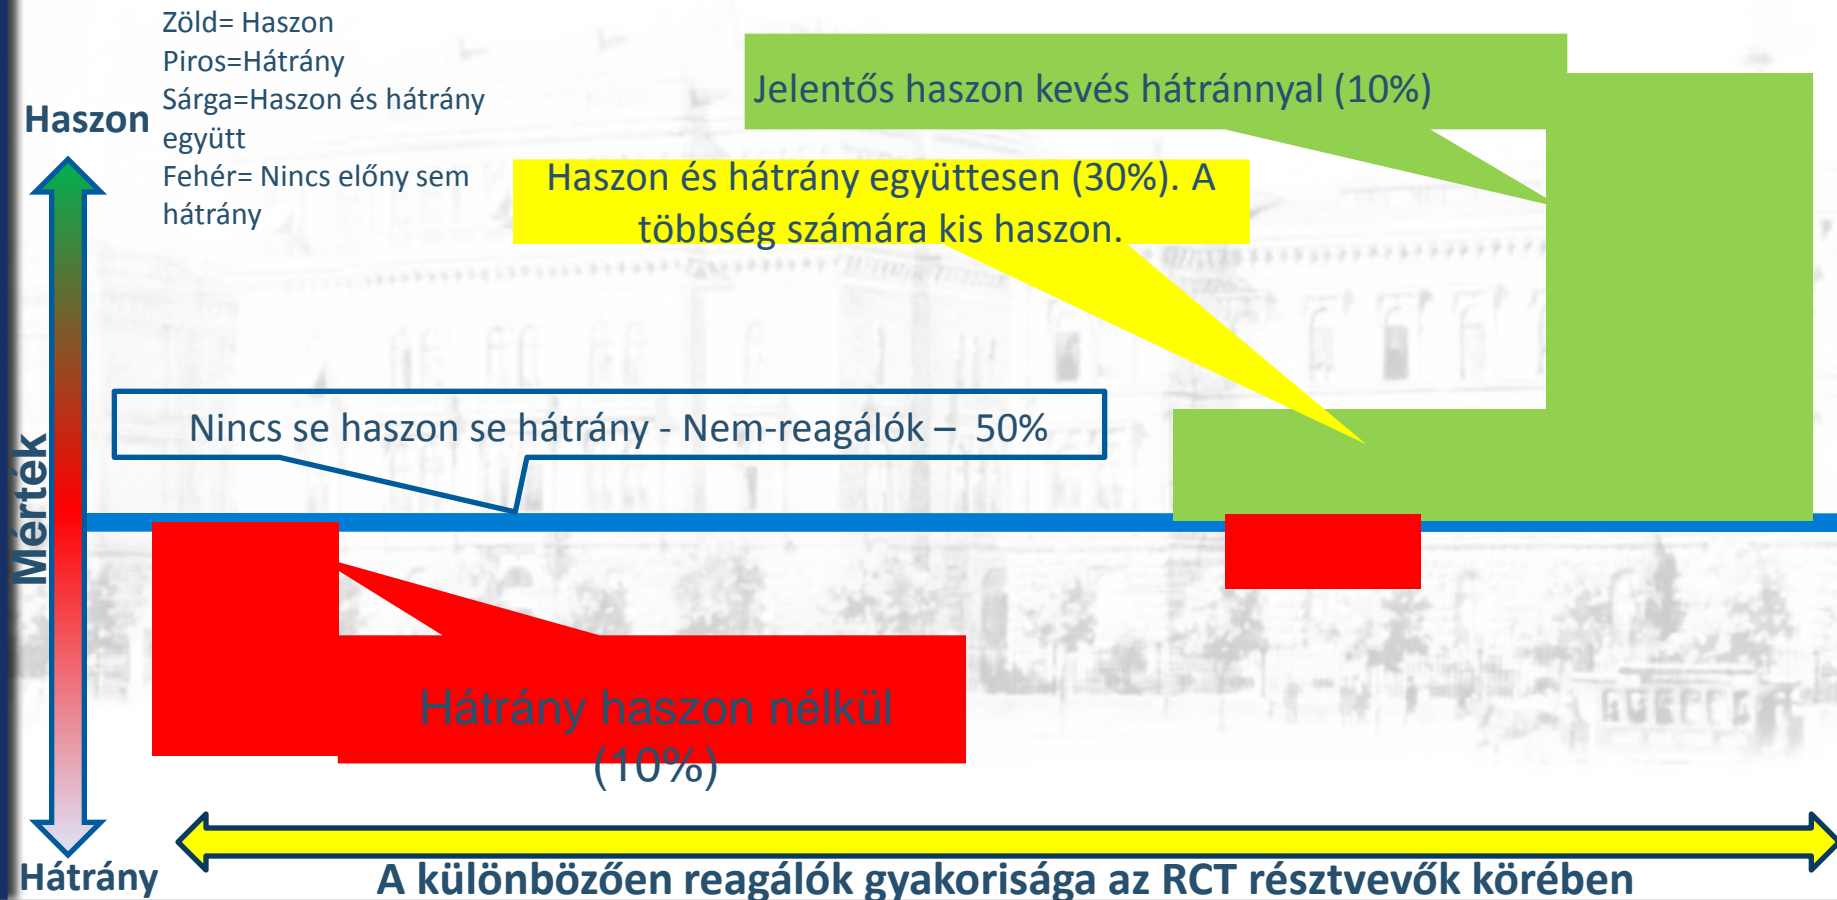 Zöld= Haszon
Piros=Hátrány
Sárga=Haszon és hátrány
együtt
Fehér= Nincs előny sem
hátrány
Haszon
Jelentős haszon kevés hátránnyal (10%)
Haszon és hátrány együttesen (30%). A
többség számára kis haszon.
Nincs se haszon se hátrány - Nem-reagálók – 50%
Mérték
Hátrány haszon nélkül
(10%)
Hátrány
A különbözően reagálók gyakorisága az RCT résztvevők körében